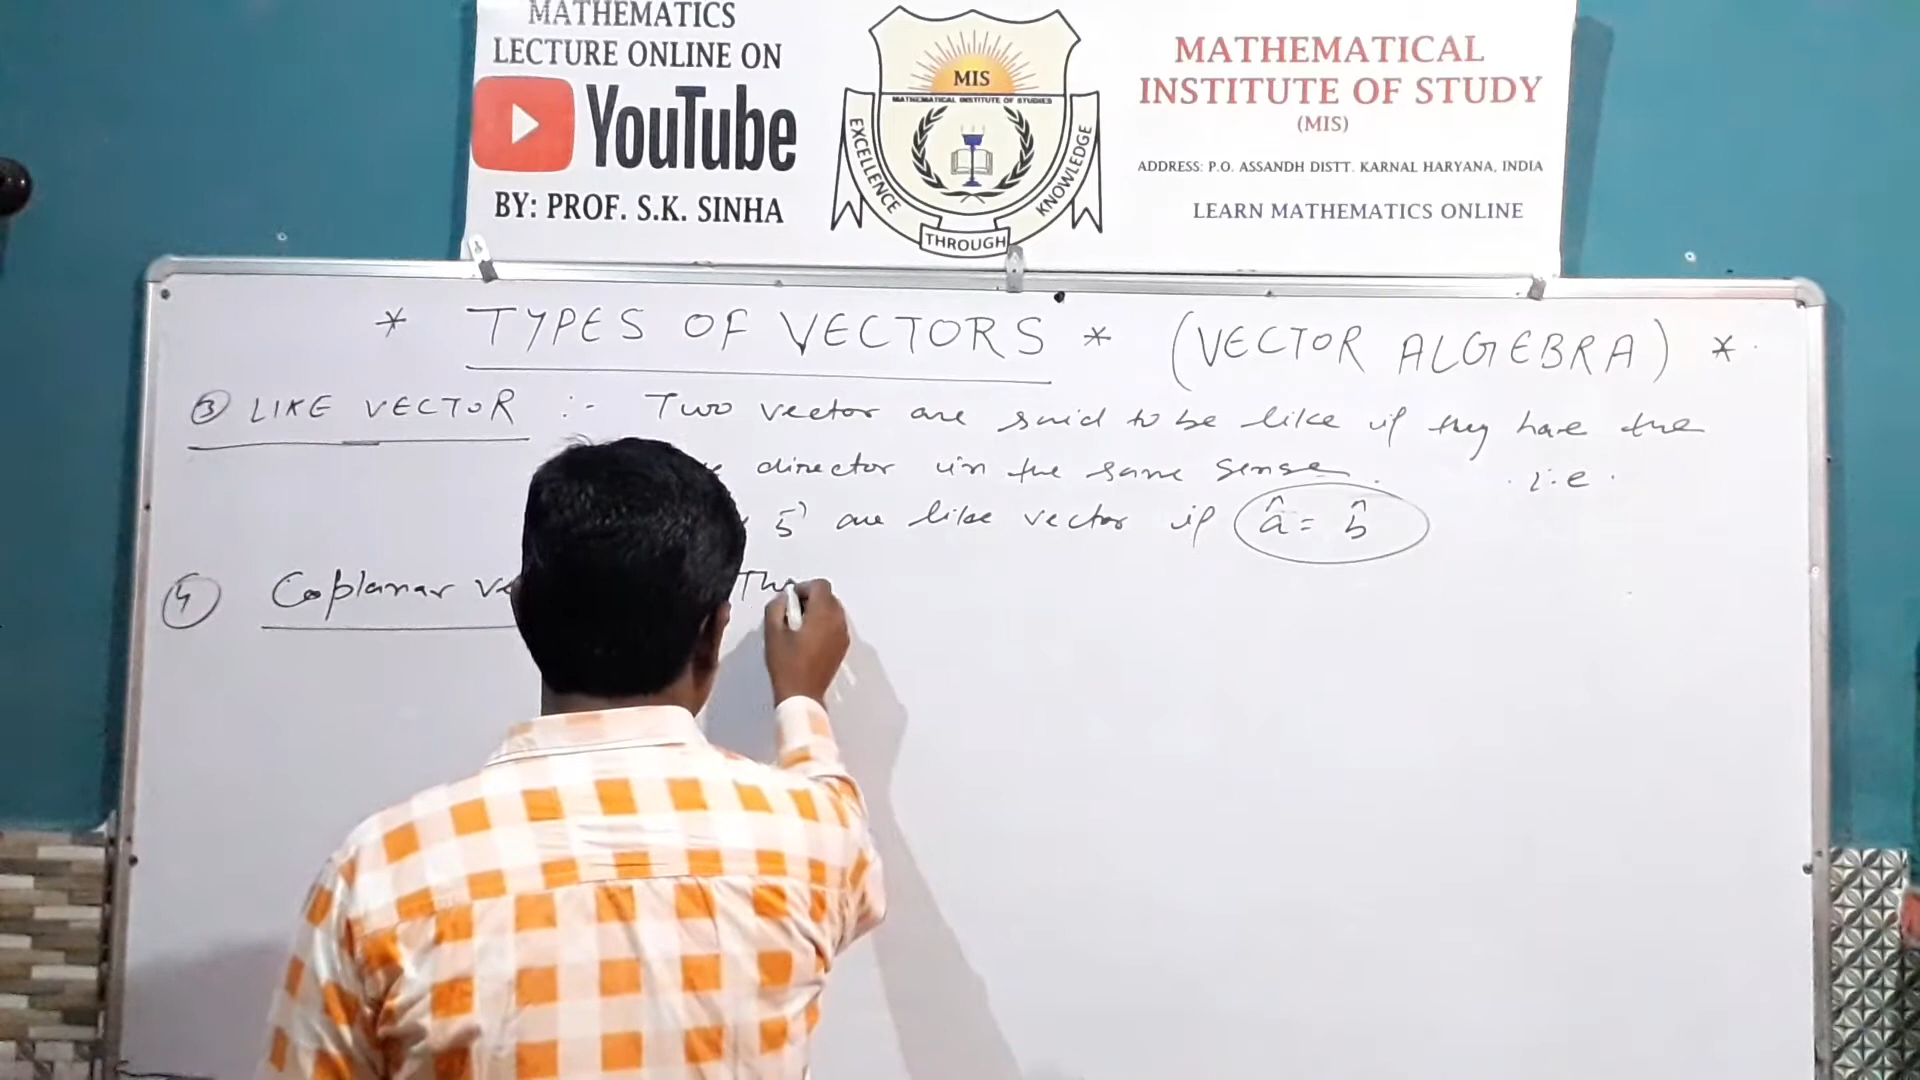 MATHEMATICS
LECTURE ONLINE ON
YouTube
BY: PROF. S.K. SINHA
MIS
MATHEMATICAL INSTITUTE OF STUDIES
EXCELLENCE
THROUGH
KNOWLEDGE
MATHEMATICAL
INSTITUTE OF STUDY
(MIS)
ADDRESS: P.O. ASSANDH DISTT. KARNAL HARYANA, INDIA
LEARN MATHEMATICS ONLINE
* TYPES OF VECTORS * (VECTOR ALGEBRA) *
③ LIKE VECTOR :- Two vector are said to be like if they have the
director in the same sense. i.e.
b⃗ are like vector if â = b̂
④ Coplanar Ve